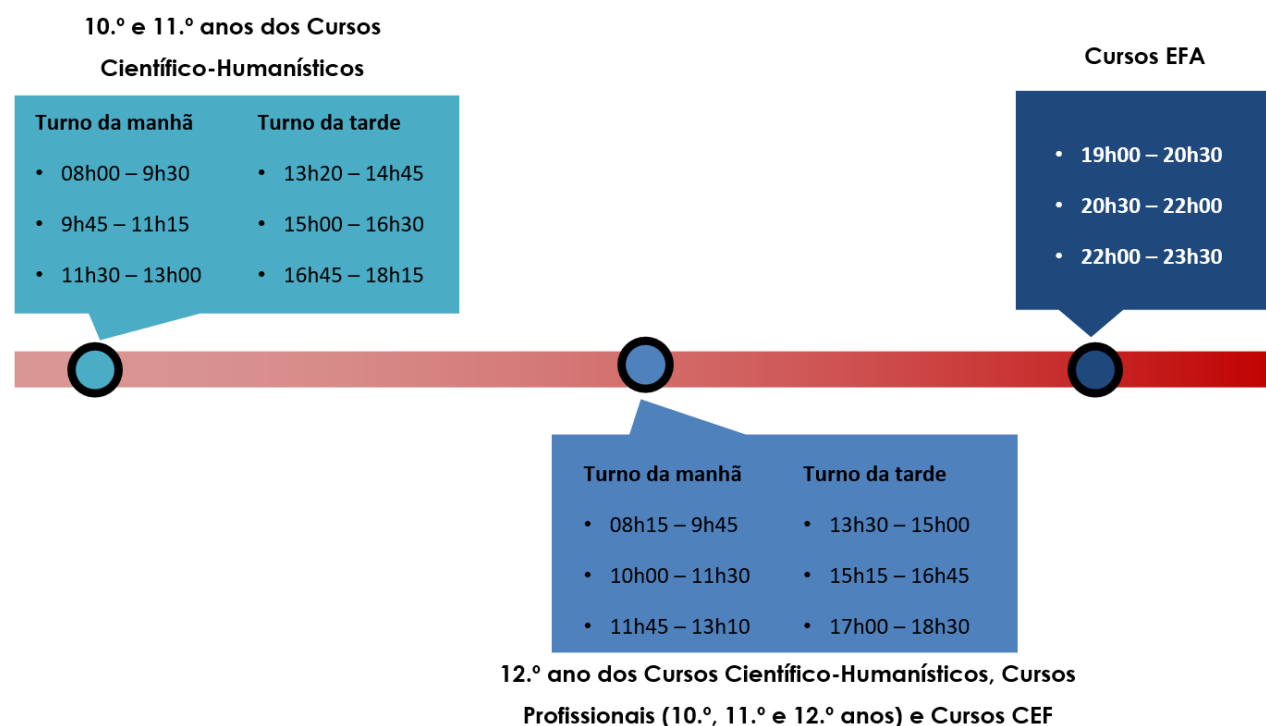 10.º e 11.º anos dos Cursos
Científico-Humanísticos
Turno da manhã
• 08h00 – 9h30
• 9h45 – 11h15
• 11h30 – 13h00
Turno da tarde
• 13h20 – 14h45
• 15h00 – 16h30
• 16h45 – 18h15
Cursos EFA
• 19h00 – 20h30
• 20h30 – 22h00
• 22h00 – 23h30
Turno da manhã
• 08h15 – 9h45
• 10h00 – 11h30
• 11h45 – 13h10
Turno da tarde
• 13h30 – 15h00
• 15h15 – 16h45
• 17h00 – 18h30
12.º ano dos Cursos Científico-Humanísticos, Cursos
Profissionais (10.º, 11.º e 12.º anos) e Cursos CEF